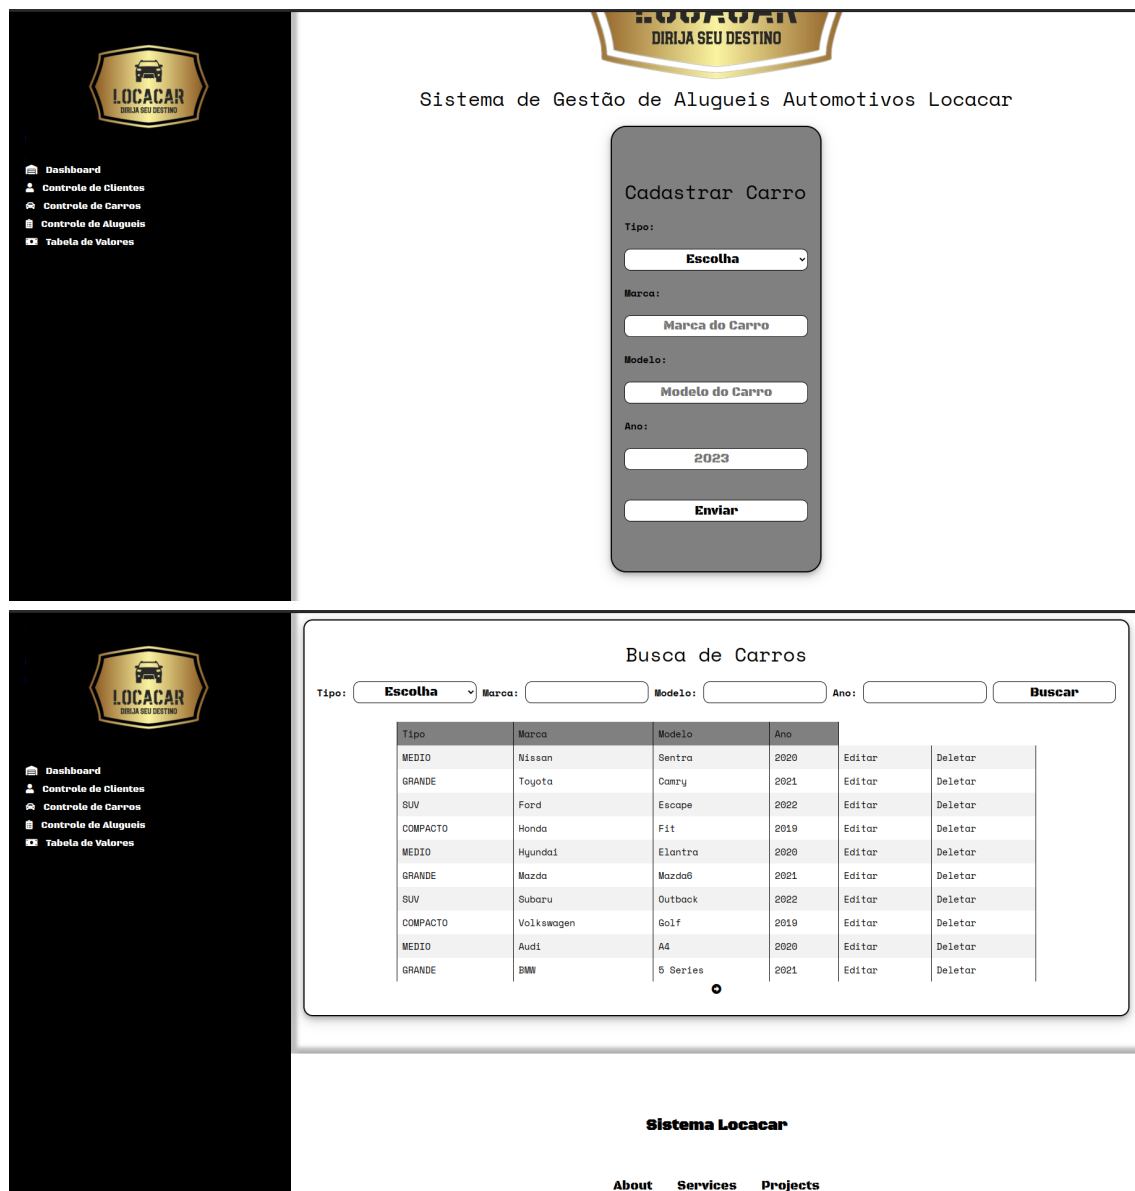 LOCACAR
DIRIJA SEU DESTINO
Dashboard
Controle de Clientes
Controle de Carros
Controle de Alugueis
Tabela de Valores
LOCACAR
DIRIJA SEU DESTINO
Sistema de Gestão de Alugueis Automotivos Locacar
Cadastrar Carro
Tipo:
Escolha
Marca:
Marca do Carro
Modelo:
Modelo do Carro
Ano:
2023
Enviar
LOCACAR
DIRIJA SEU DESTINO
Dashboard
Controle de Clientes
Controle de Carros
Controle de Alugueis
Tabela de Valores
Busca de Carros
Tipo: Escolha Marca: Modelo: Ano: Buscar
Tipo Marca Modelo Ano
MEDIO Nissan Sentra 2020 Editar Deletar
GRANDE Toyota Camry 2021 Editar Deletar
SUV Ford Escape 2022 Editar Deletar
COMPACTO Honda Fit 2019 Editar Deletar
MEDIO Hyundai Elantra 2020 Editar Deletar
GRANDE Mazda Mazda6 2021 Editar Deletar
SUV Subaru Outback 2022 Editar Deletar
COMPACTO Volkswagen Golf 2019 Editar Deletar
MEDIO Audi A4 2020 Editar Deletar
GRANDE BMW 5 Series 2021 Editar Deletar
Sistema Locacar
About Services Projects